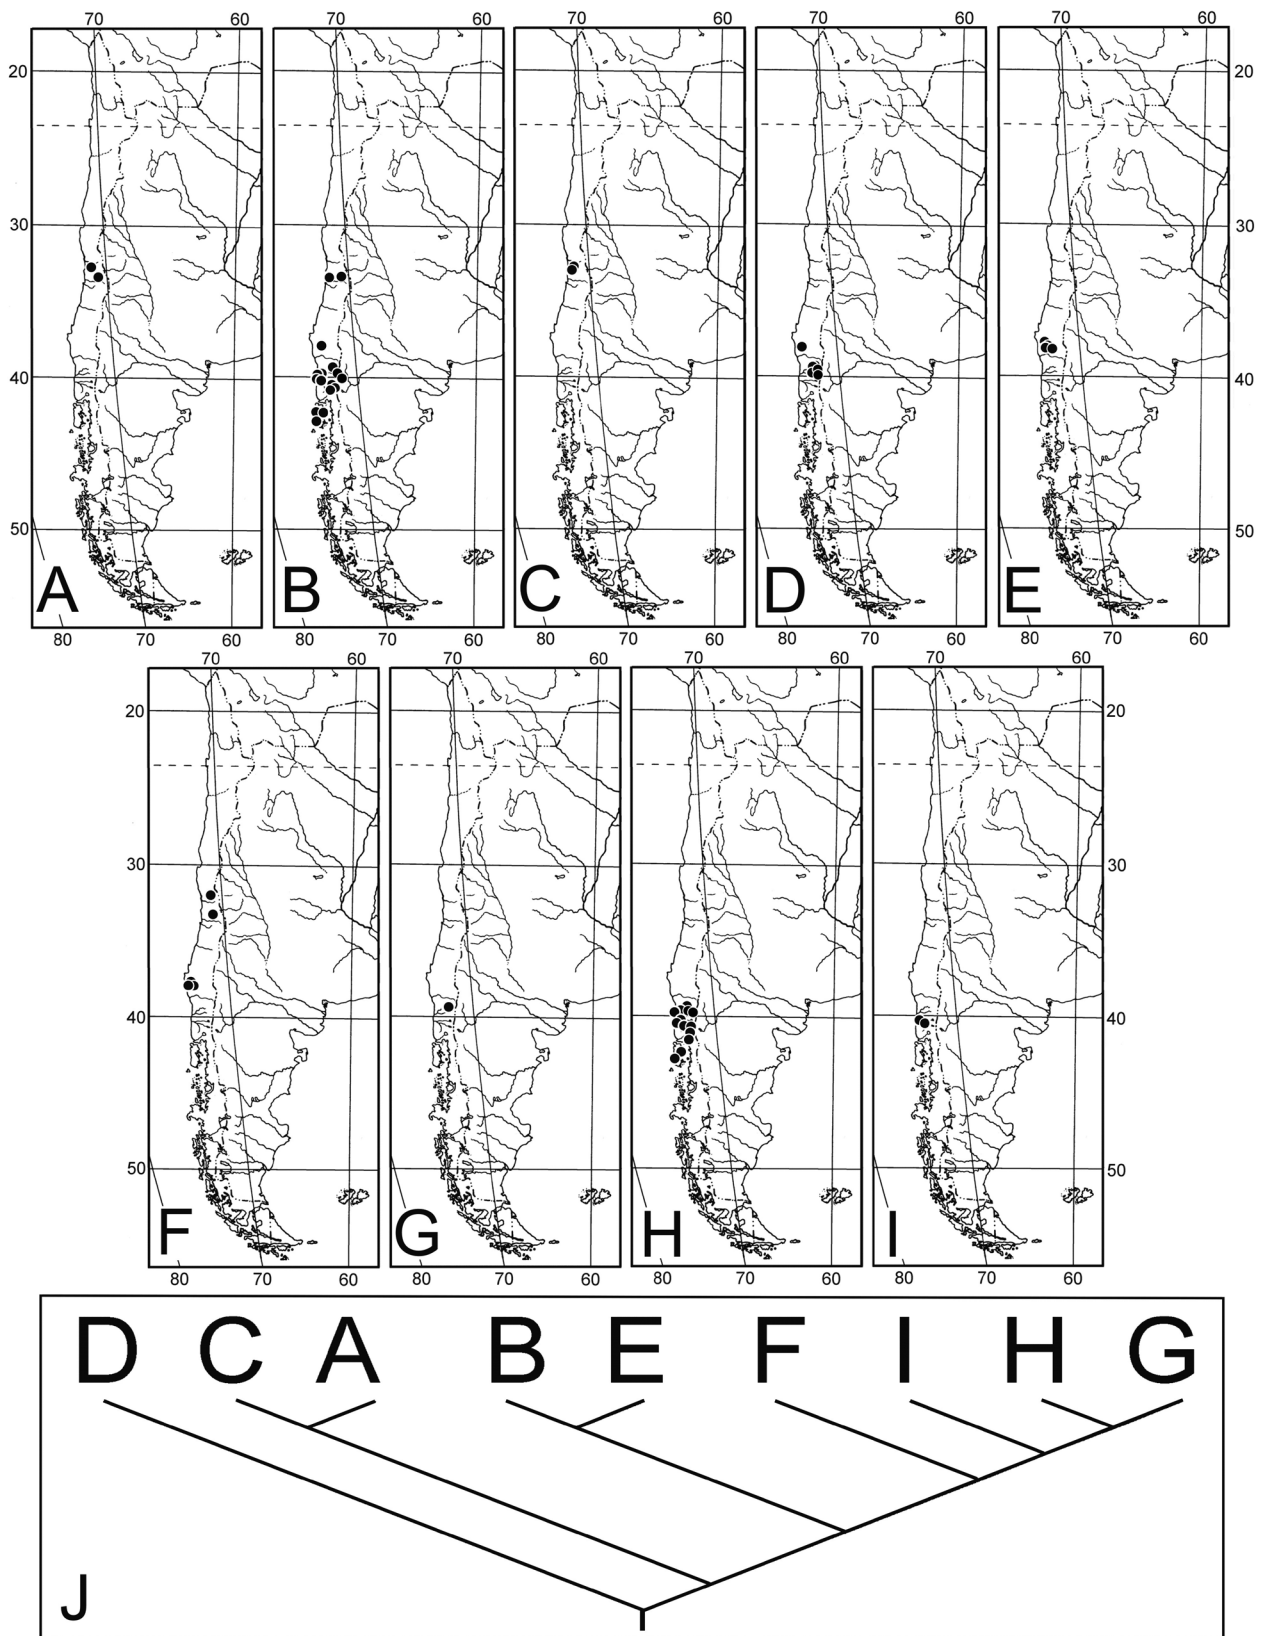 70 60 70 60 70 60 70 60 70 60
20 20
30 30
40 40
50 50
A B C D E
80 70 60 80 70 60 80 70 60 80 70 60 80 70 60
70 60 70 60 70 60 70 60
20 20
30 30
40 40
50 50
F G H I
80 70 60 80 70 60 80 70 60 80 70 60
D C A B E F I H G
J